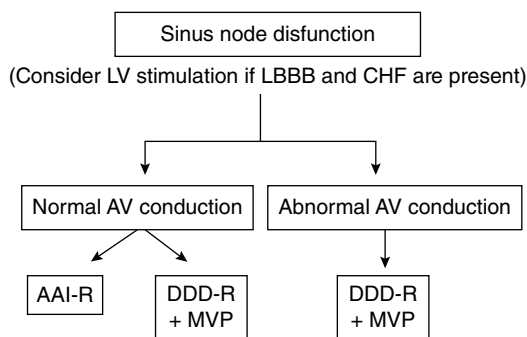 Sinus node disfunction
(Consider LV stimulation if LBBB and CHF are present)
Normal AV conduction
Abnormal AV conduction
AAI-R
DDD-R
+ MVP
DDD-R
+ MVP